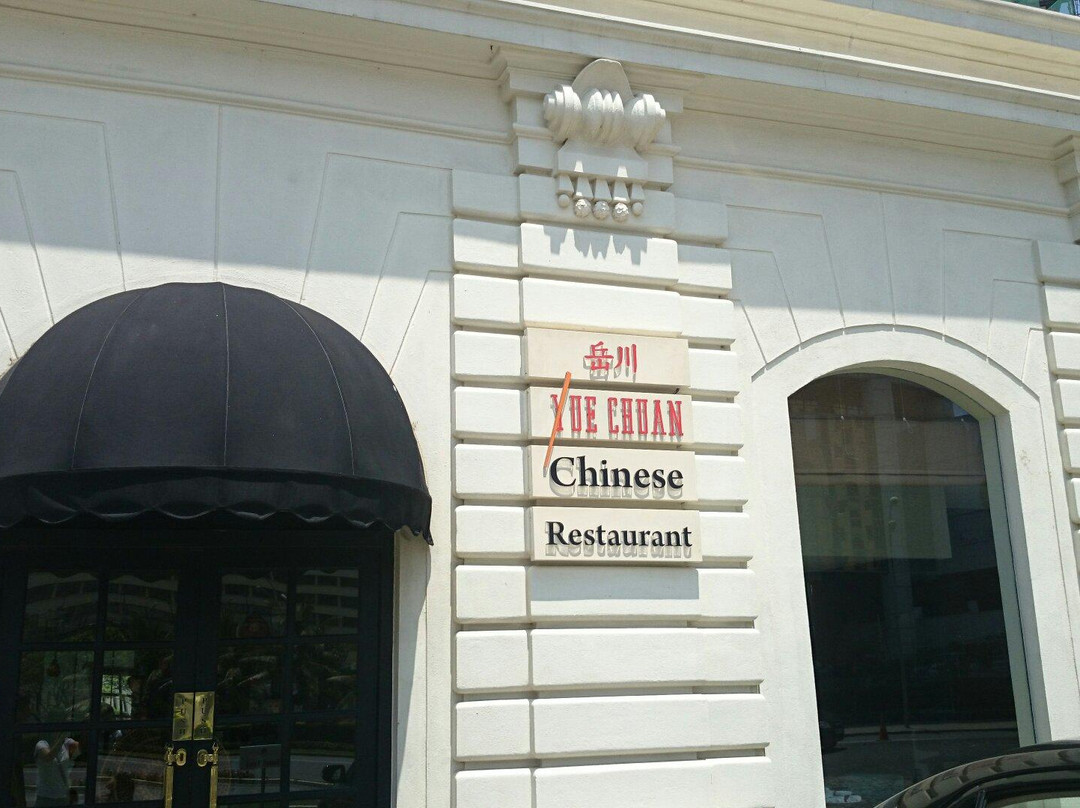 岳川
YUE CHUAN
Chinese
Restaurant